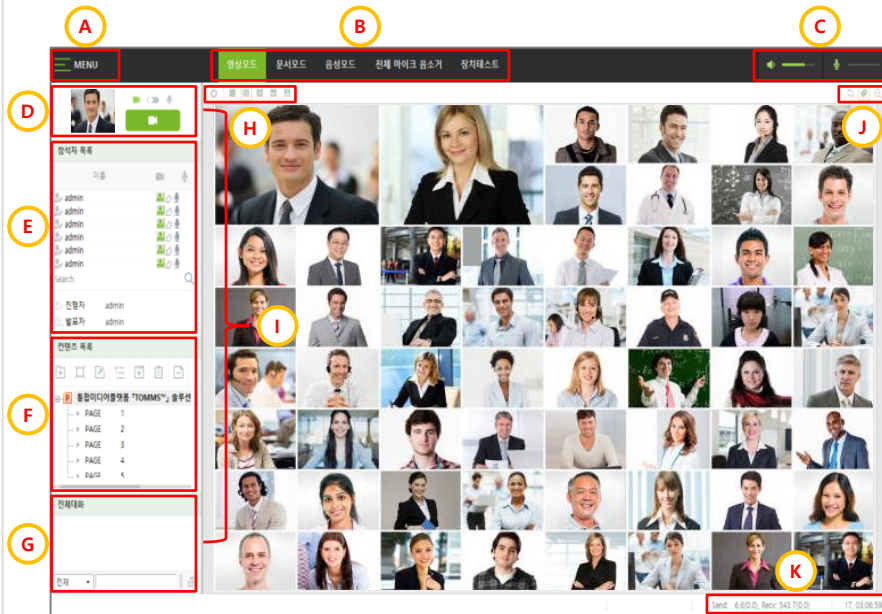 A
B
C
MENU
영상모드 문서모드 음성모드 전체 마이크 음소거 장치테스트
D
H
J
참석자 목록
이름
E
admin
admin
admin
admin
admin
admin
Search
진행자 admin
발표자 admin
I
컨텐츠 목록
F
통합미디어플랫폼 「TOMMS™」 솔루션
PAGE 1
PAGE 2
PAGE 3
PAGE 4
PAGE 5
전체대화
G
K
전체
Send: 6.6(0.0), Recv: 543.7(0.0) 17, 03:06:59